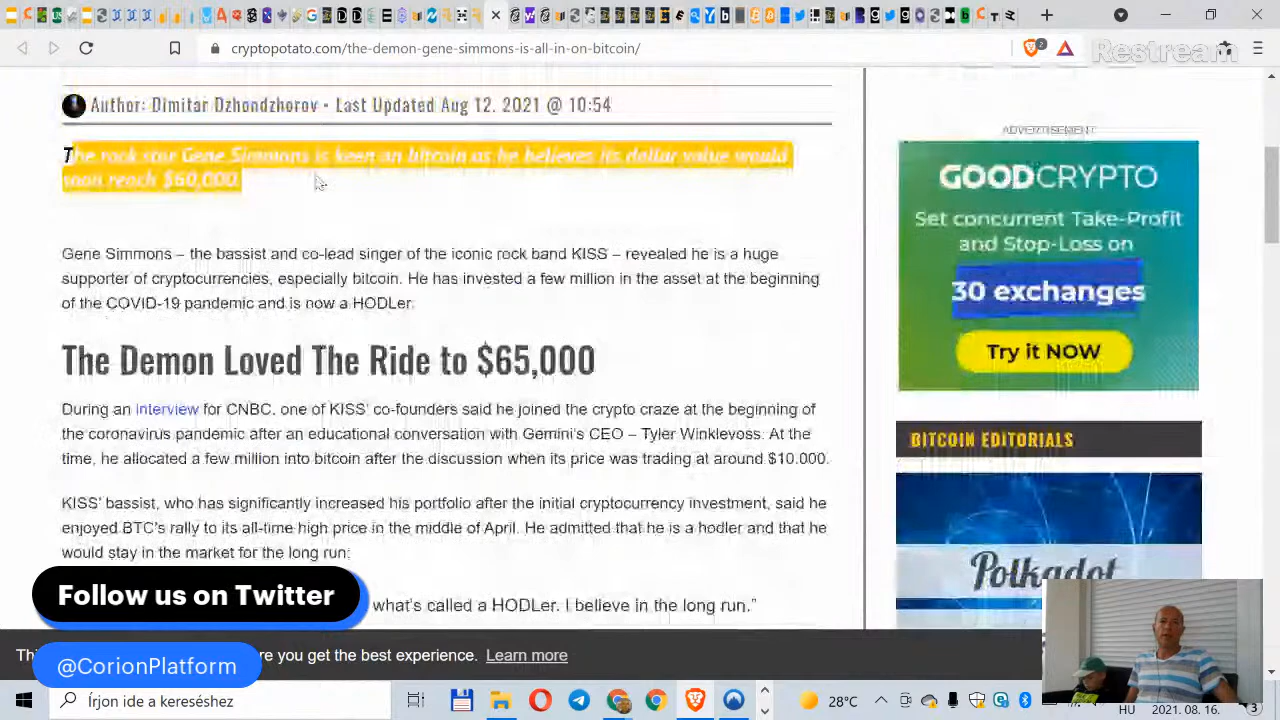 cryptopotato.com/the-demon-gene-simmons-is-all-in-on-bitcoin/
2
Restream
Author: Dimitar Dzhondzhorov • Last Updated Aug 12, 2021 @ 10:54
The rock star Gene Simmons is keen on bitcoin as he believes its dollar value would
soon reach $60,000.
Gene Simmons – the bassist and co-lead singer of the iconic rock band KISS – revealed he is a huge
supporter of cryptocurrencies, especially bitcoin. He has invested a few million in the asset at the beginning
of the COVID-19 pandemic and is now a HODLer.
The Demon Loved The Ride to $65,000
During an interview for CNBC, one of KISS' co-founders said he joined the crypto craze at the beginning of
the coronavirus pandemic after an educational conversation with Gemini's CEO – Tyler Winklevoss. At the
time, he allocated a few million into bitcoin after the discussion when its price was trading at around $10,000.
KISS' bassist, who has significantly increased his portfolio after the initial cryptocurrency investment, said he
enjoyed BTC's rally to its all-time high price in the middle of April. He admitted that he is a hodler and that he
would stay in the market for the long run:
what's called a HODLer. I believe in the long run."
ADVERTISEMENT
GOODCRYPTO
Set concurrent Take-Profit
and Stop-Loss on
30 exchanges
Try it NOW
BITCOIN EDITORIALS
Polkadot
Follow us on Twitter
@CorionPlatform
re you get the best experience. Learn more
Írjon ide a kereséshez
28°C
HU
2021. 08. 16.
3